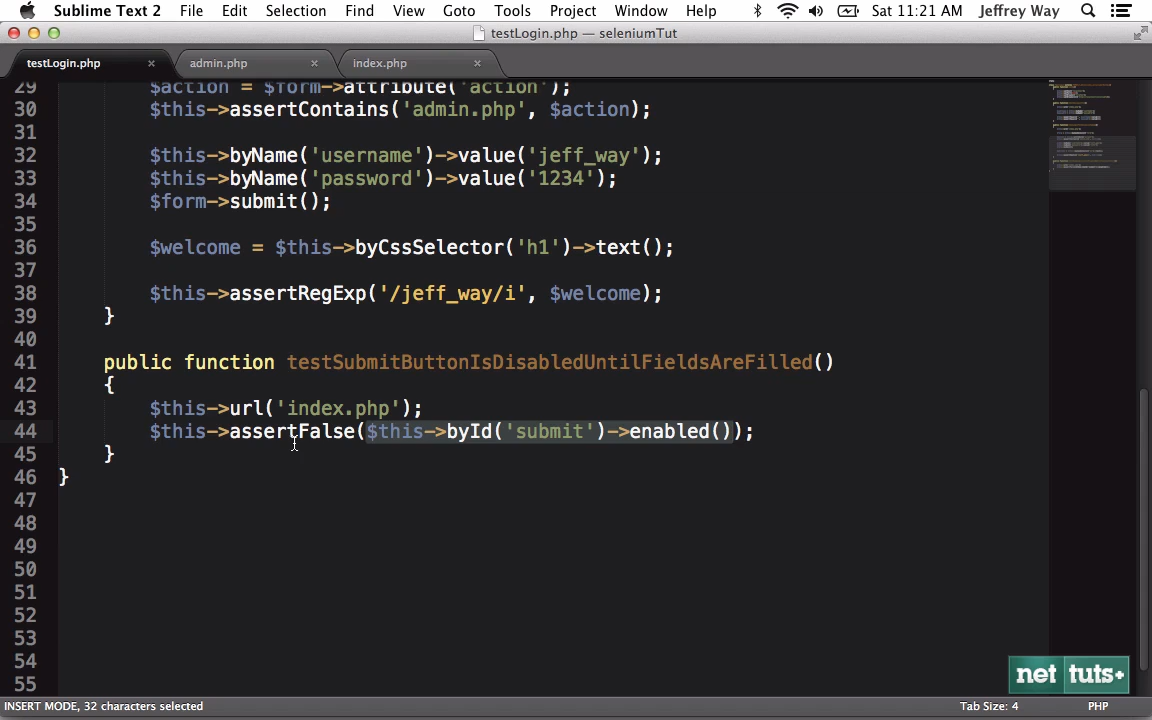 Sublime Text 2 File Edit Selection Find View Goto Tools Project Window Help Sat 11:21 AM Jeffrey Way
testLogin.php — seleniumTut
testLogin.php admin.php index.php
29 $action = $form->attribute('action');
30 $this->assertContains('admin.php', $action);
31
32 $this->byName('username')->value('jeff_way');
33 $this->byName('password')->value('1234');
34 $form->submit();
35
36 $welcome = $this->byCssSelector('h1')->text();
37
38 $this->assertRegExp('/jeff_way/i', $welcome);
39 }
40
41 public function testSubmitButtonIsDisabledUntilFieldsAreFilled()
42 {
43 $this->url('index.php');
44 $this->assertFalse($this->byId('submit')->enabled());
45 }
46 }
47
48
49
50
51
52
53
54
55
net tuts+
INSERT MODE, 32 characters selected Tab Size: 4 PHP